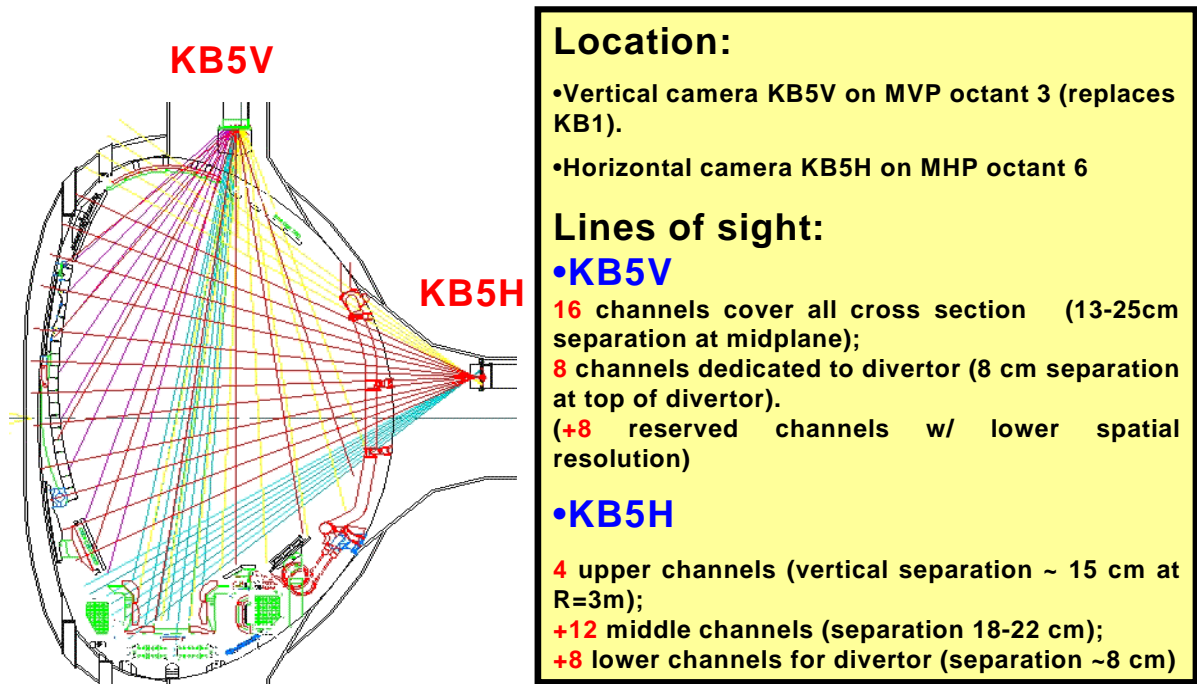 KB5V
KB5H
Location:
•Vertical camera KB5V on MVP octant 3 (replaces
KB1).
•Horizontal camera KB5H on MHP octant 6
Lines of sight:
•KB5V
16 channels cover all cross section (13-25cm
separation at midplane);
8 channels dedicated to divertor (8 cm separation
at top of divertor).
(+8 reserved channels w/ lower spatial
resolution)
•KB5H
4 upper channels (vertical separation ~ 15 cm at
R=3m);
+12 middle channels (separation 18-22 cm);
+8 lower channels for divertor (separation ~8 cm)